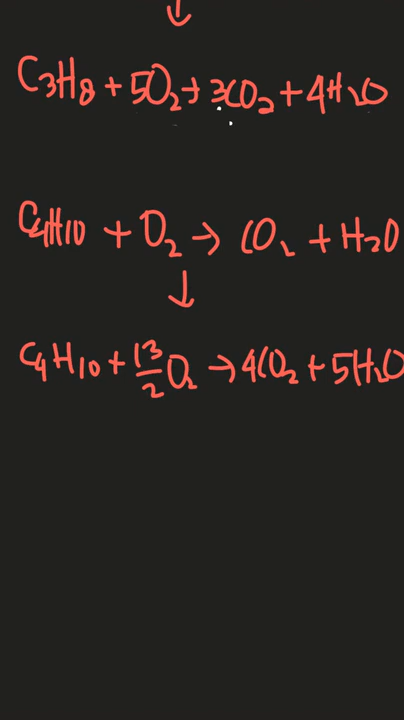 ↓
C₃H₈ + 5O₂ → 3CO₂ + 4H₂O
C₄H₁₀ + O₂ → CO₂ + H₂O
↓
C₄H₁₀ + 13/2 O₂ → 4CO₂ + 5H₂O